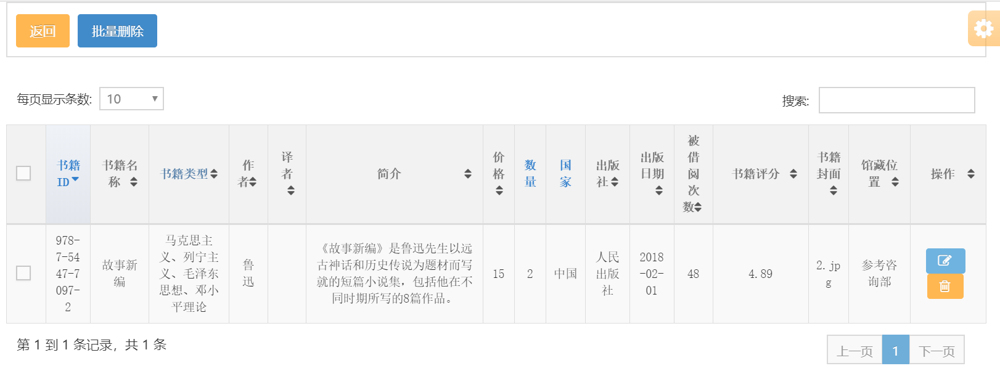 返回 批量删除
每页显示条数: 10 搜索:
书籍
ID
书籍名
称
书籍类型
作
者
译
者
简介
价
格
数
量
国
家
出版
社
出版
日期
被
借
阅
次
数
书籍评分
书籍
封面
馆藏位
置
操作
978-
7-54
47-7
097-
2
故事新
编
马克思主
义、列宁主
义、毛泽东
思想、邓小
平理论
鲁
迅
《故事新编》是鲁迅先生以远
古神话和历史传说为题材而写
就的短篇小说集，包括他在不
同时期所写的8篇作品。
15
2
中国
人民
出版
社
2018
-02-
01
48
4.89
2.jp
g
参考咨
询部
第 1 到 1 条记录，共 1 条
上一页 1 下一页